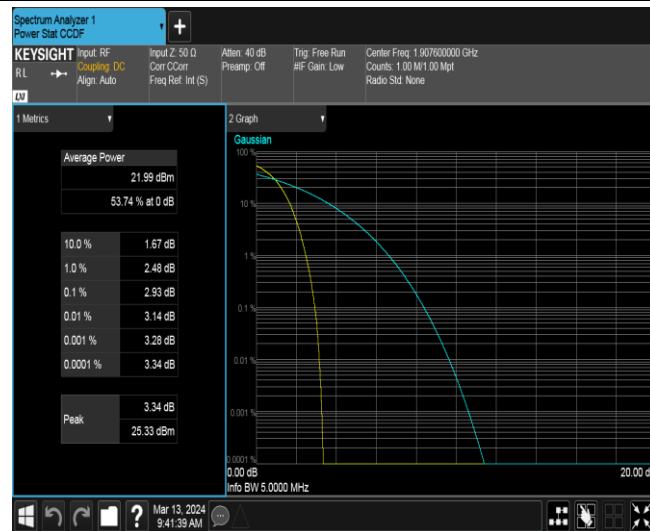 Spectrum Analyzer 1
Power Stat CCDF
+
KEYSIGHT
RL
LXI
Input: RF
Coupling: DC
Align: Auto
Input Z: 50 Ω
Corr CCorr
Freq Ref: Int (S)
Atten: 40 dB
Preamp: Off
Trig: Free Run
#IF Gain: Low
Center Freq: 1.907600000 GHz
Counts: 1.00 M/1.00 Mpt
Radio Std: None
1 Metrics
Average Power
21.99 dBm
53.74 % at 0 dB
10.0 % 1.67 dB
1.0 % 2.48 dB
0.1 % 2.93 dB
0.01 % 3.14 dB
0.001 % 3.28 dB
0.0001 % 3.34 dB
Peak
3.34 dB
25.33 dBm
2 Graph
Gaussian
100 %
10 %
1 %
0.1 %
0.01 %
0.001 %
0.0001 %
0.00 dB
20.00 d
Info BW 5.0000 MHz
?
Mar 13, 2024
9:41:39 AM